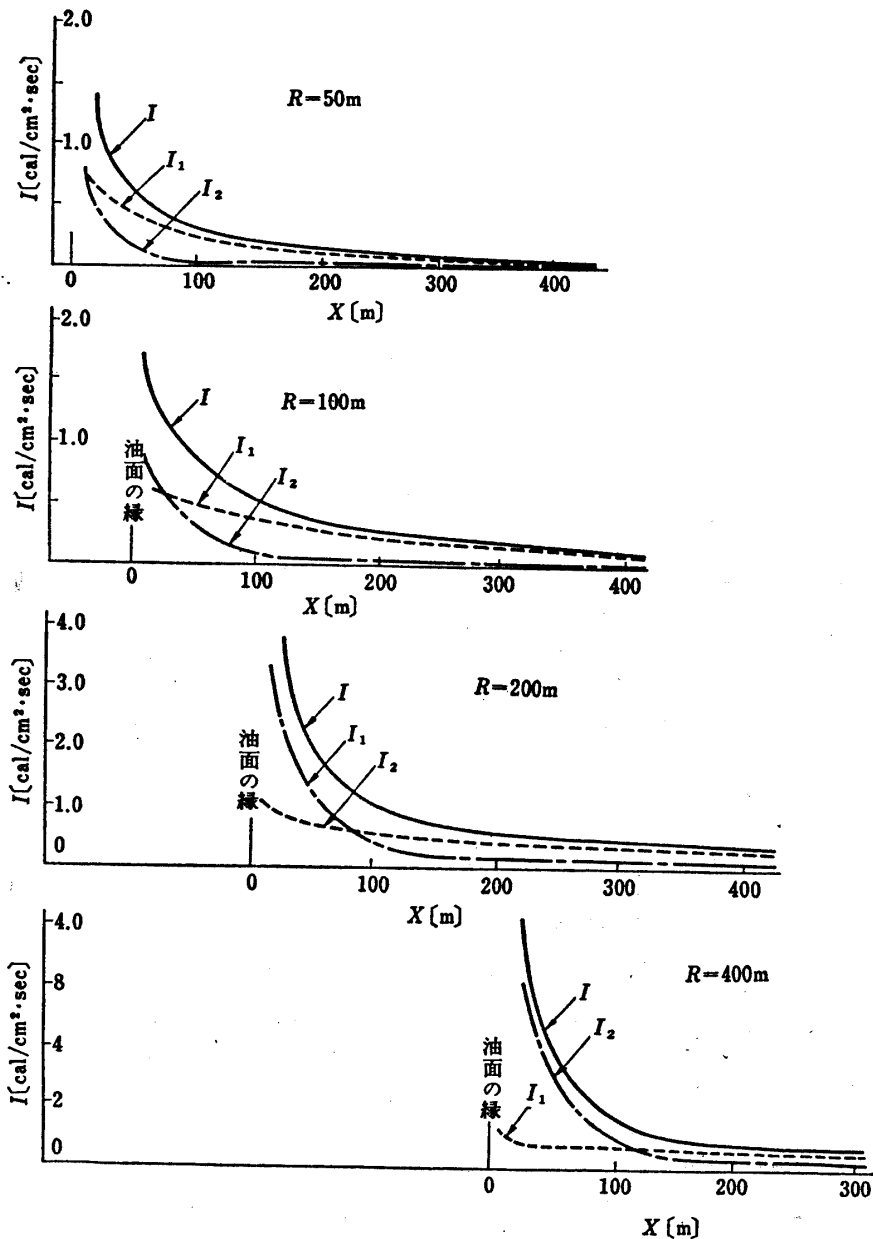 2.0
1.0
0
I[cal/cm²·sec]
R=50m
I
I₁
I₂
0
100
200
300
400
X[m]
2.0
1.0
0
I[cal/cm²·sec]
R=100m
I
I₁
I₂
油面の縁
0
100
200
300
400
X[m]
4.0
3.0
2.0
1.0
0
I[cal/cm²·sec]
R=200m
I
I₁
I₂
油面の縁
0
100
200
300
400
X[m]
4.0
8
4
2
0
I[cal/cm²·sec]
R=400m
I
I₂
I₁
油面の縁
0
100
200
300
X[m]